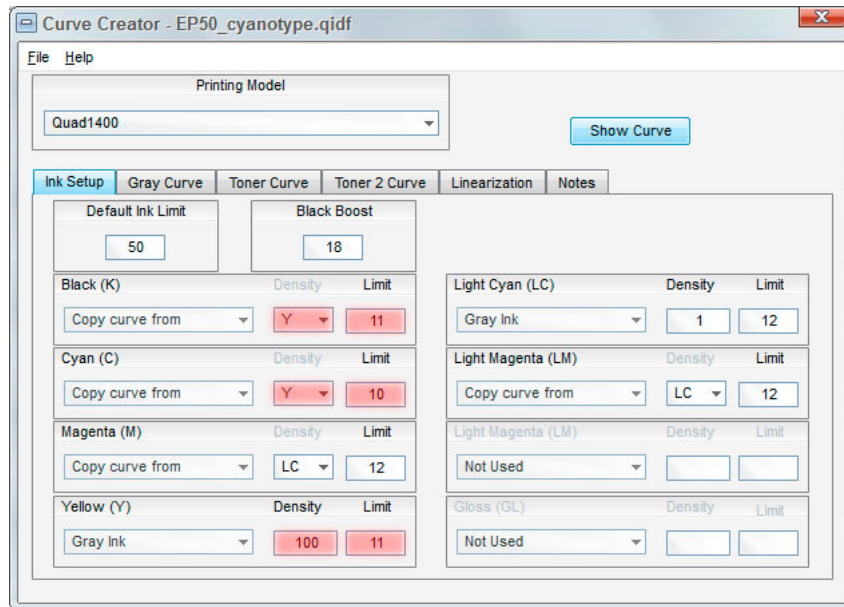 Curve Creator - EP50_cyanotype.qidf
File Help
Printing Model
Quad1400
Show Curve
Ink Setup Gray Curve Toner Curve Toner 2 Curve Linearization Notes
Default Ink Limit Black Boost
50 18
Black (K) Density Limit
Copy curve from Y 11
Light Cyan (LC) Density Limit
Gray Ink 1 12
Cyan (C) Density Limit
Copy curve from Y 10
Light Magenta (LM) Density Limit
Copy curve from LC 12
Magenta (M) Density Limit
Copy curve from LC 12
Light Magenta (LM) Density Limit
Not Used
Yellow (Y) Density Limit
Gray Ink 100 11
Gloss (GL) Density Limit
Not Used